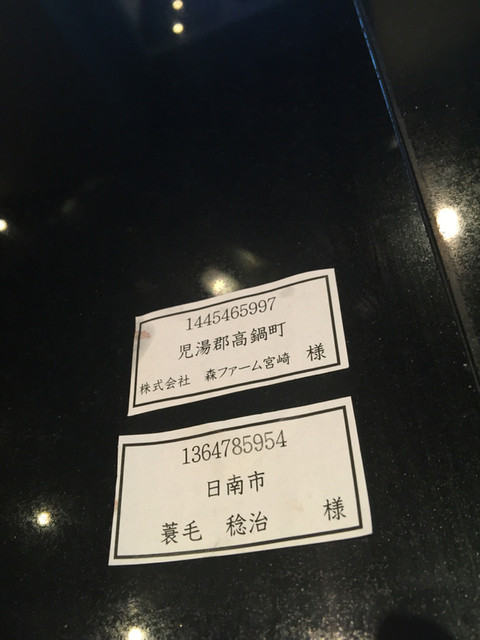 1445465997
児湯郡高鍋町
株式会社 森ファーム宮崎 様
1364785954
日南市
蓑毛 稔治 様